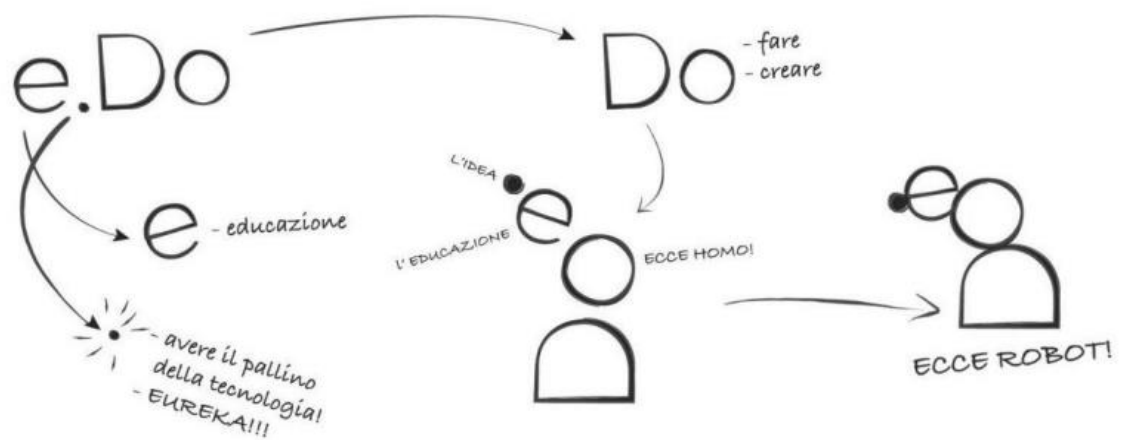 e.Do
Do
- fare
- creare
e
- educazione
- avere il pallino
della tecnologia!
- EUREKA!!!
L'IDEA
e
L'EDUCAZIONE
ECCE HOMO!
e
ECCE ROBOT!